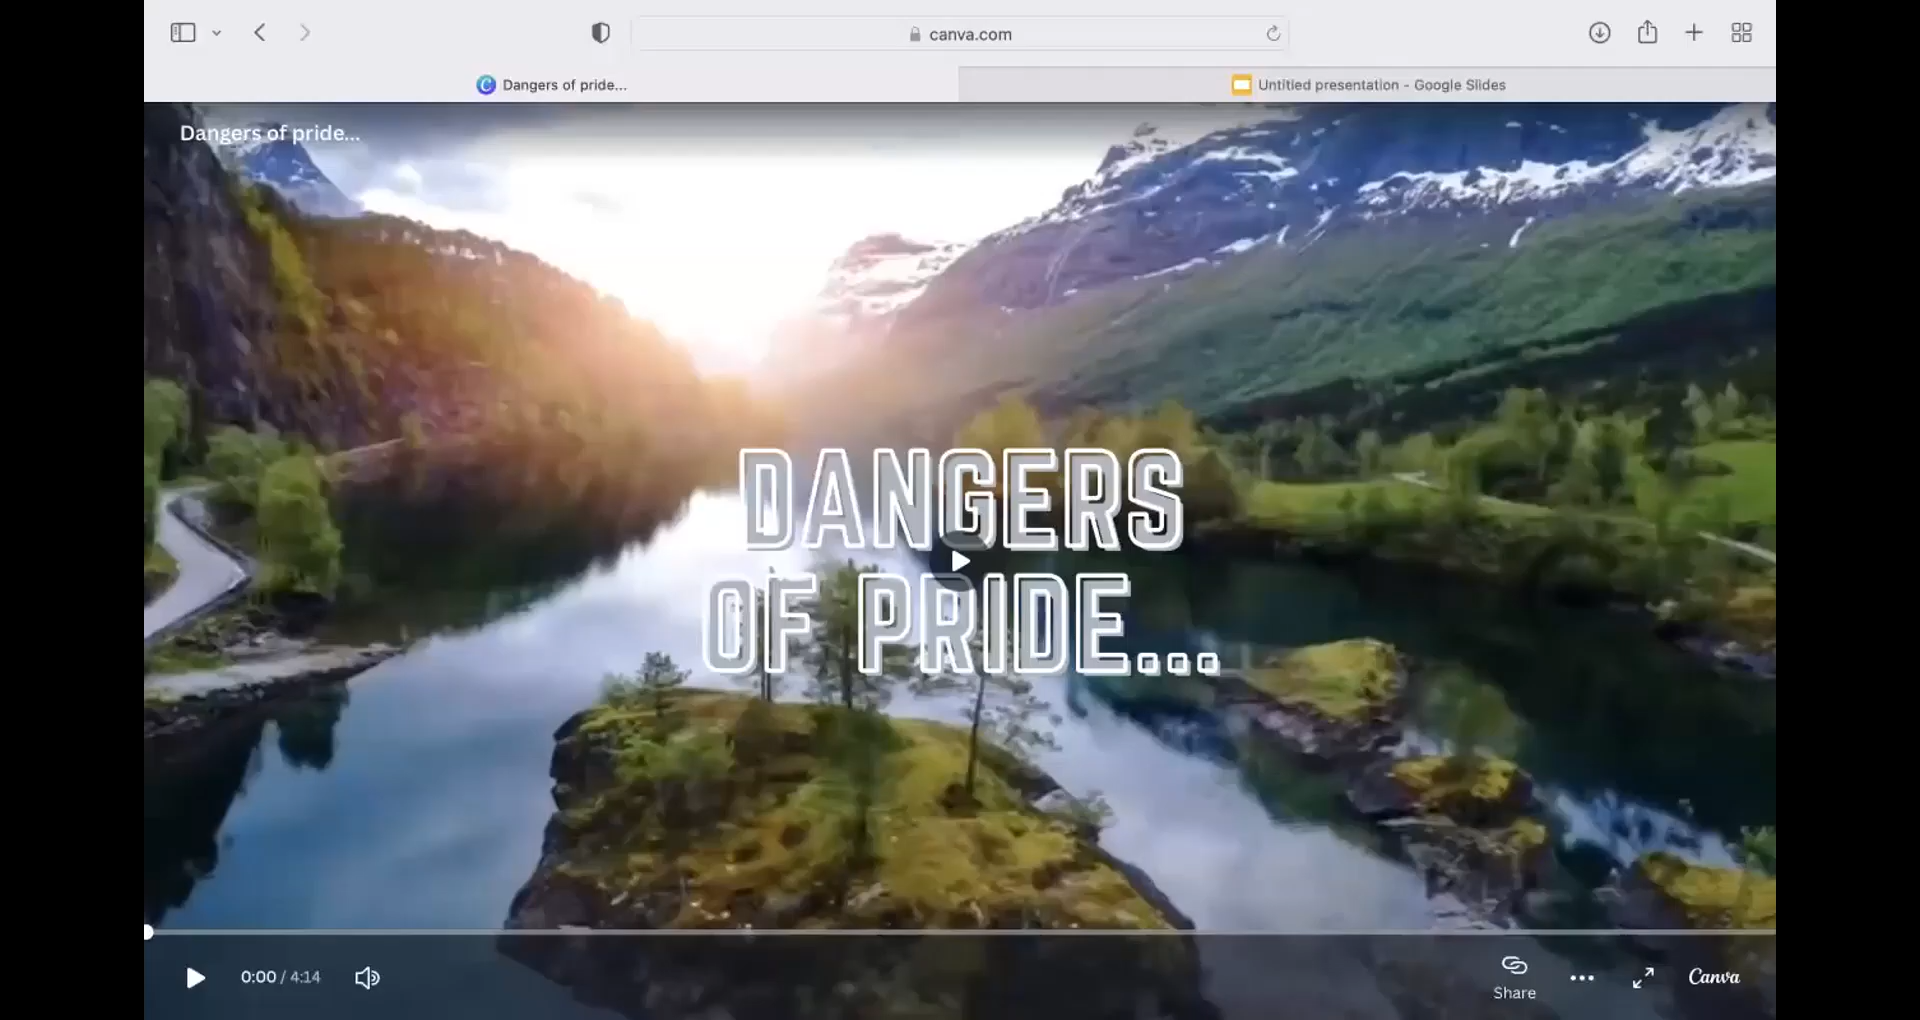 canva.com
Dangers of pride...
Untitled presentation - Google Slides
Dangers of pride...
DANGERS
OF PRIDE...
0:00 / 4:14
Share
Canva